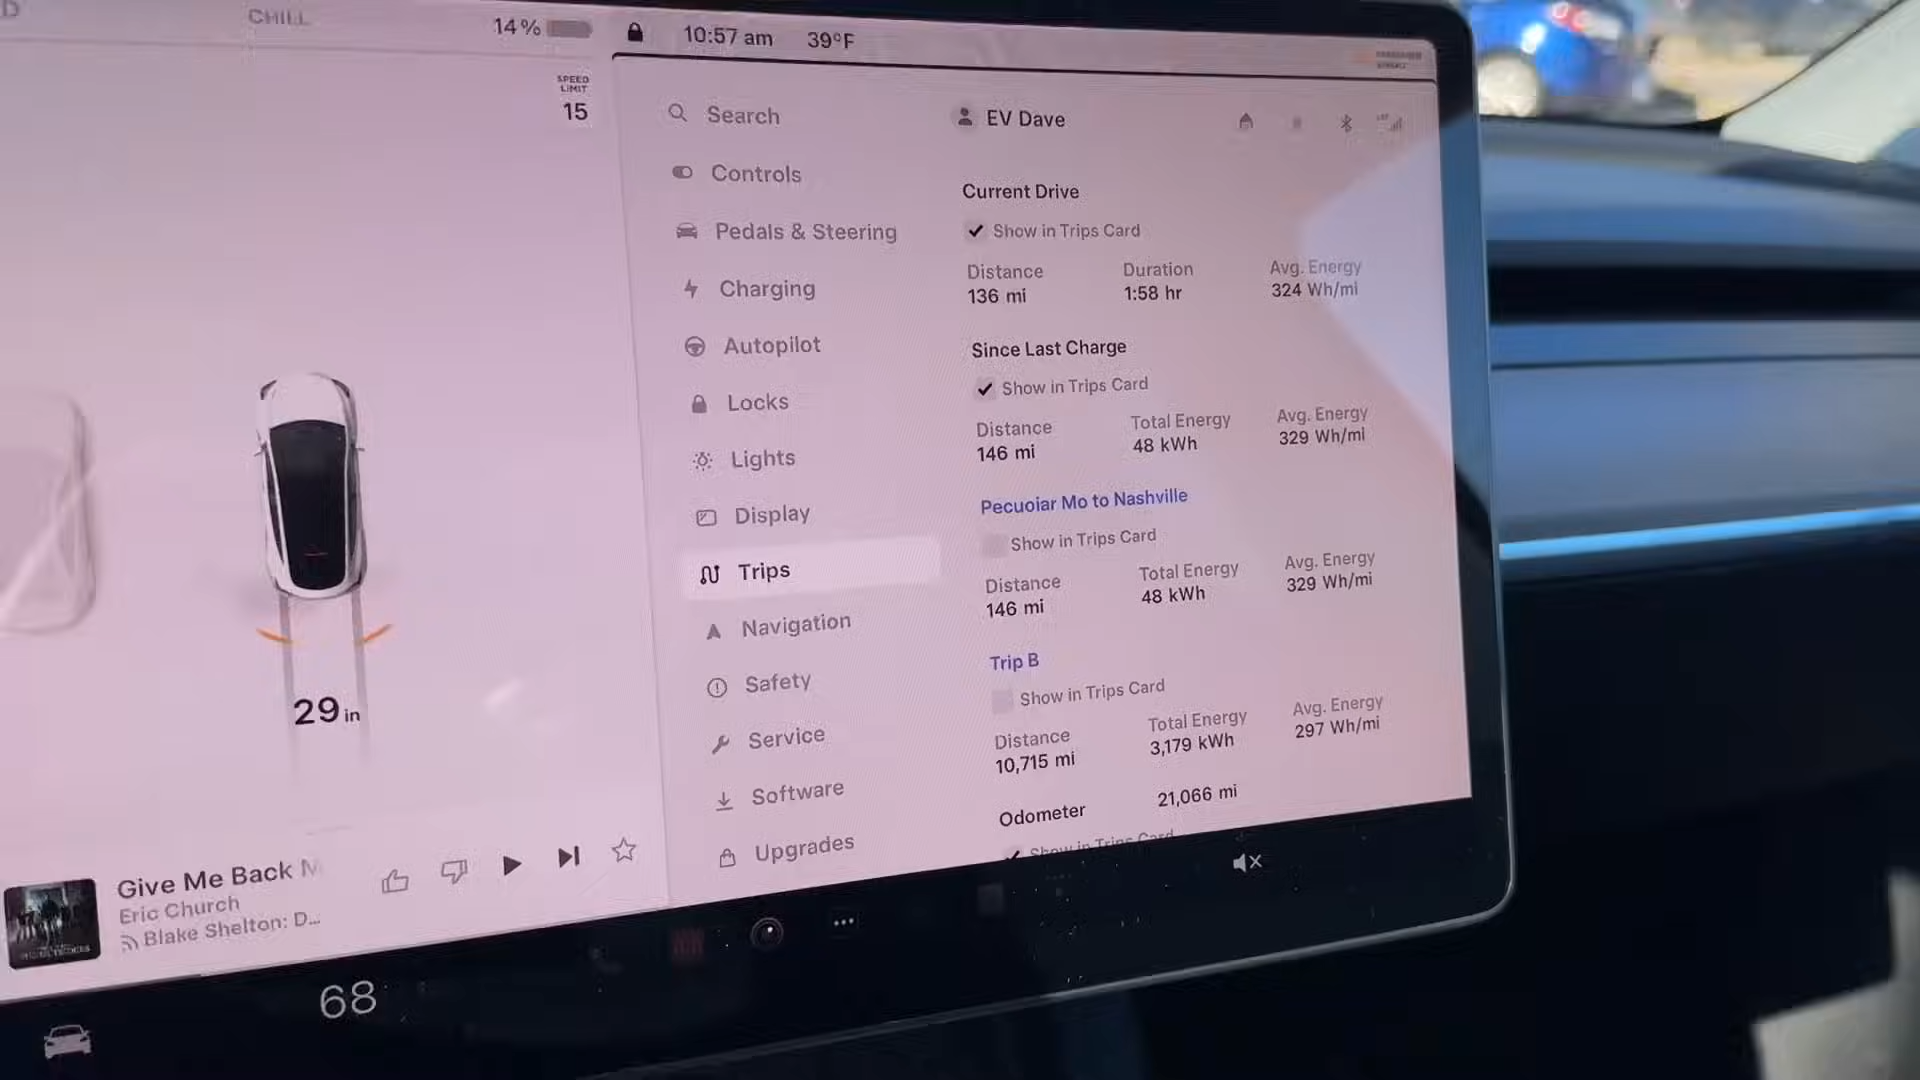 CHILL
14%
10:57 am
39°F
SPEED
LIMIT
15
29 in
Give Me Back
Eric Church
Blake Shelton: D...
68
Search
Controls
Pedals & Steering
Charging
Autopilot
Locks
Lights
Display
Trips
Navigation
Safety
Service
Software
Upgrades
EV Dave
Current Drive
Show in Trips Card
Distance Duration Avg. Energy
136 mi 1:58 hr 324 Wh/mi
Since Last Charge
Show in Trips Card
Distance Total Energy Avg. Energy
146 mi 48 kWh 329 Wh/mi
Pecuoiar Mo to Nashville
Show in Trips Card
Distance Total Energy Avg. Energy
146 mi 48 kWh 329 Wh/mi
Trip B
Show in Trips Card
Distance Total Energy Avg. Energy
10,715 mi 3,179 kWh 297 Wh/mi
Odometer 21,066 mi
Show in Trips Card